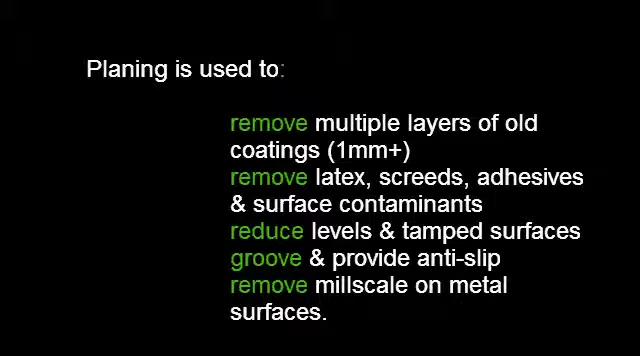 Planing is used to:
remove multiple layers of old
coatings (1mm+)
remove latex, screeds, adhesives
& surface contaminants
reduce levels & tamped surfaces
groove & provide anti-slip
remove millscale on metal
surfaces.